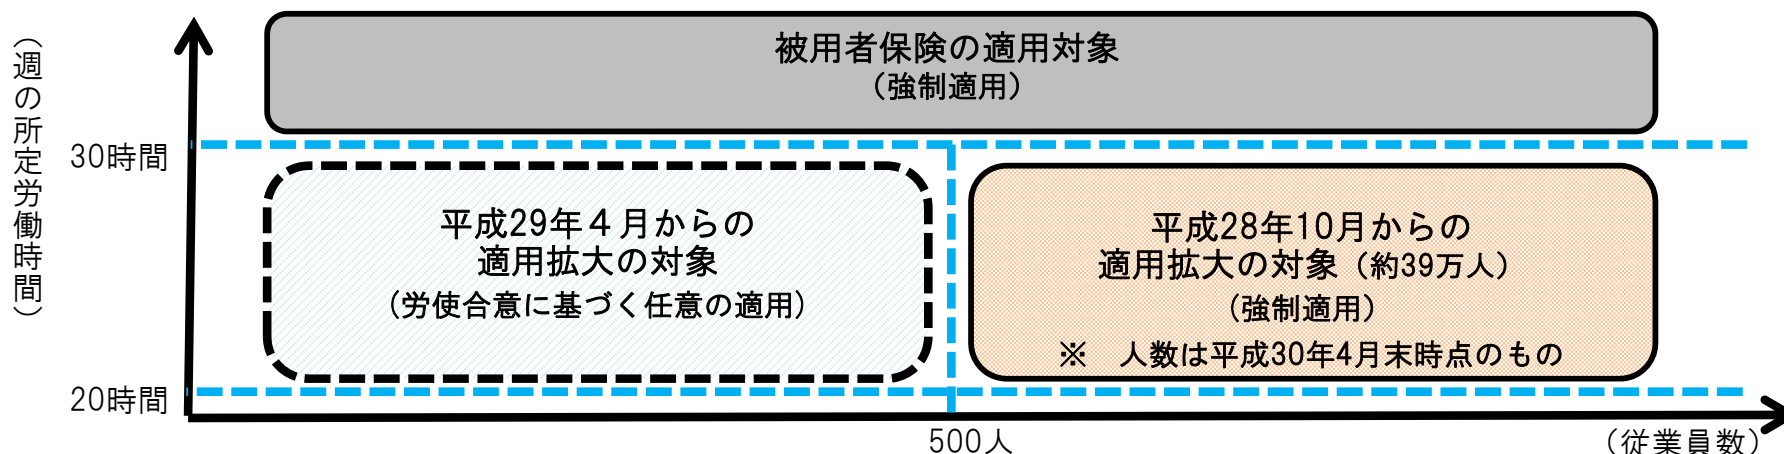 （週の所定労働時間）
被用者保険の適用対象
（強制適用）
30時間
平成29年４月からの
適用拡大の対象
（労使合意に基づく任意の適用）
平成28年10月からの
適用拡大の対象（約39万人）
（強制適用）
※　人数は平成30年4月末時点のもの
20時間
500人
（従業員数）